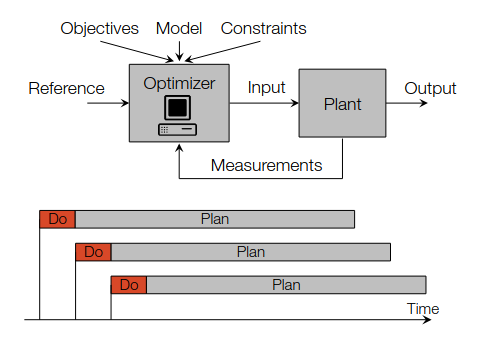 Objectives Model Constraints
Reference Optimizer Input Plant Output
Measurements
Do Plan
Do Plan
Do Plan
Time